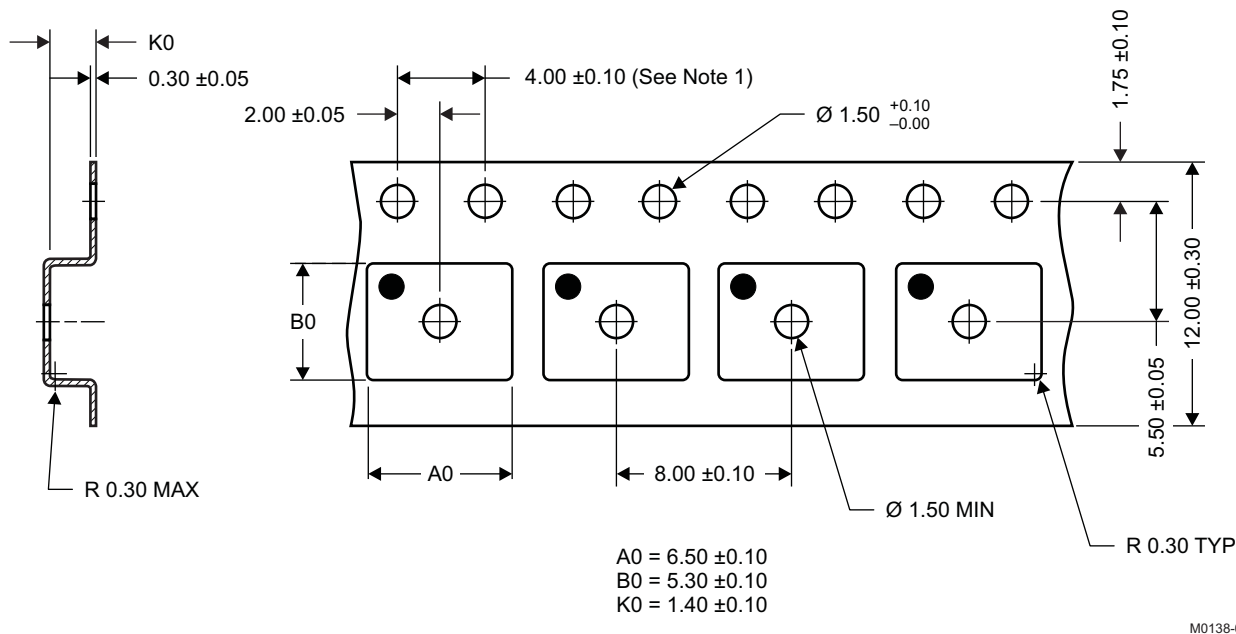 K0
0.30 ±0.05
4.00 ±0.10 (See Note 1)
2.00 ±0.05
Ø 1.50 +0.10 –0.00
1.75 ±0.10
B0
12.00 ±0.30
5.50 ±0.05
R 0.30 MAX
A0
8.00 ±0.10
Ø 1.50 MIN
R 0.30 TYP
A0 = 6.50 ±0.10
B0 = 5.30 ±0.10
K0 = 1.40 ±0.10